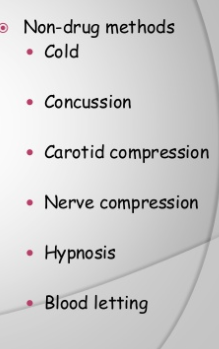 Non-drug methods
Cold
Concussion
Carotid compression
Nerve compression
Hypnosis
Blood letting